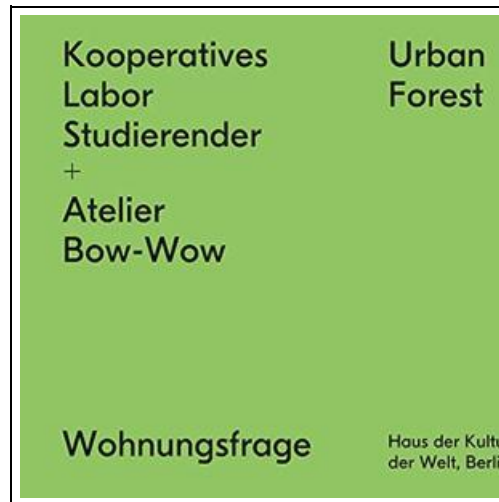 Kooperatives
Labor
Studierender
+
Atelier
Bow-Wow
Urban
Forest
Wohnungsfrage
Haus der
der Welt,